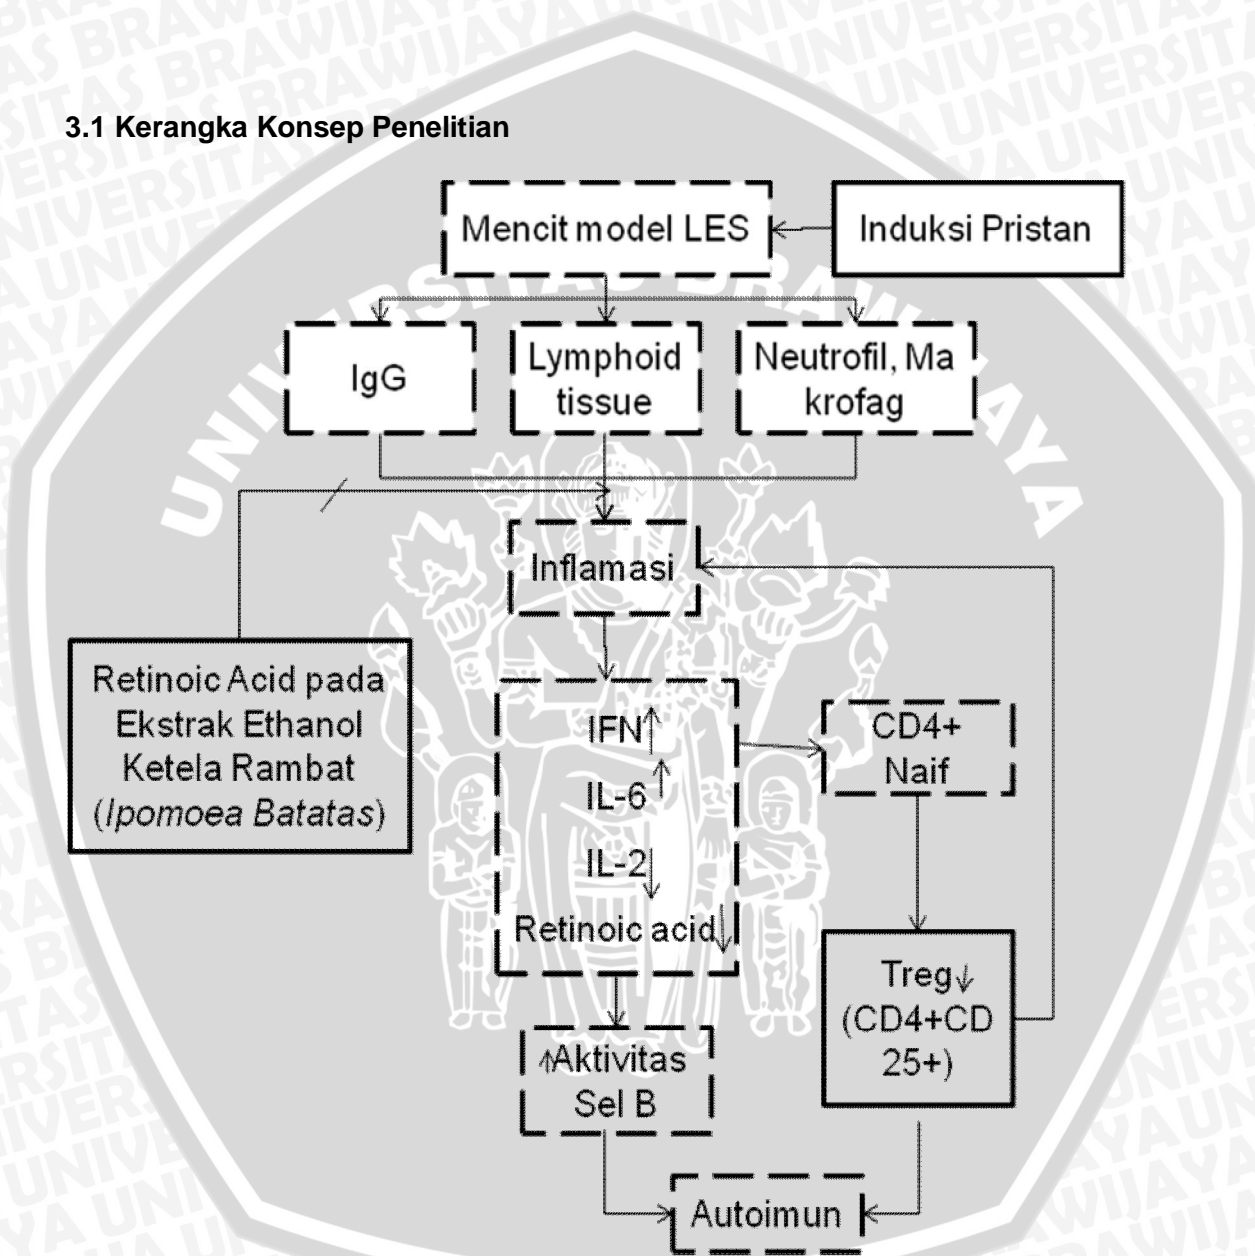 3.1 Kerangka Konsep Penelitian
Mencit model LES
Induksi Pristan
IgG
Lymphoid
tissue
Neutrofil, Ma
krofag
Inflamasi
Retinoic Acid pada
Ekstrak Ethanol
Ketela Rambat
(Ipomoea Batatas)
IFN↑
IL-6↑
IL-2↓
Retinoic acid↓
CD4+
Naif
Treg↓
(CD4+CD
25+)
↑Aktivitas
Sel B
Autoimun
UNIVERSITAS BRAWIJAYA